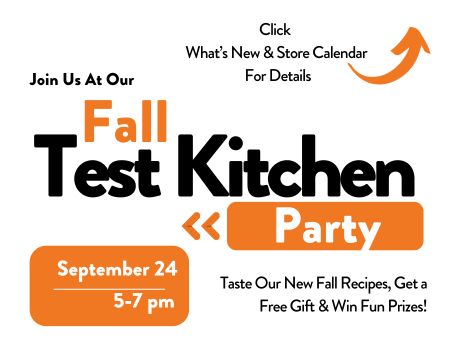 Click
What's New & Store Calendar
For Details
Join Us At Our
Fall
Test Kitchen
Party
September 24
5-7 pm
Taste Our New Fall Recipes, Get a
Free Gift & Win Fun Prizes!